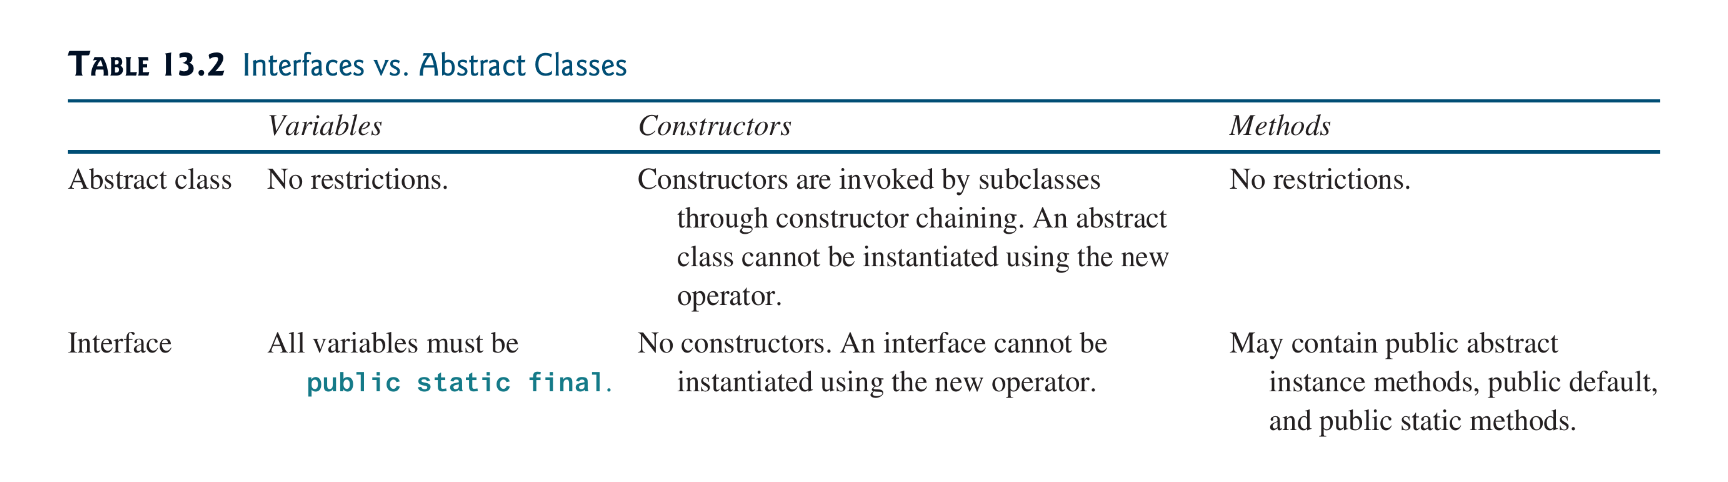 TABLE 13.2 Interfaces vs. Abstract Classes
Variables Constructors Methods
Abstract class No restrictions. Constructors are invoked by subclasses No restrictions.
through constructor chaining. An abstract
class cannot be instantiated using the new
operator.
Interface All variables must be No constructors. An interface cannot be May contain public abstract
public static final. instantiated using the new operator. instance methods, public default,
and public static methods.